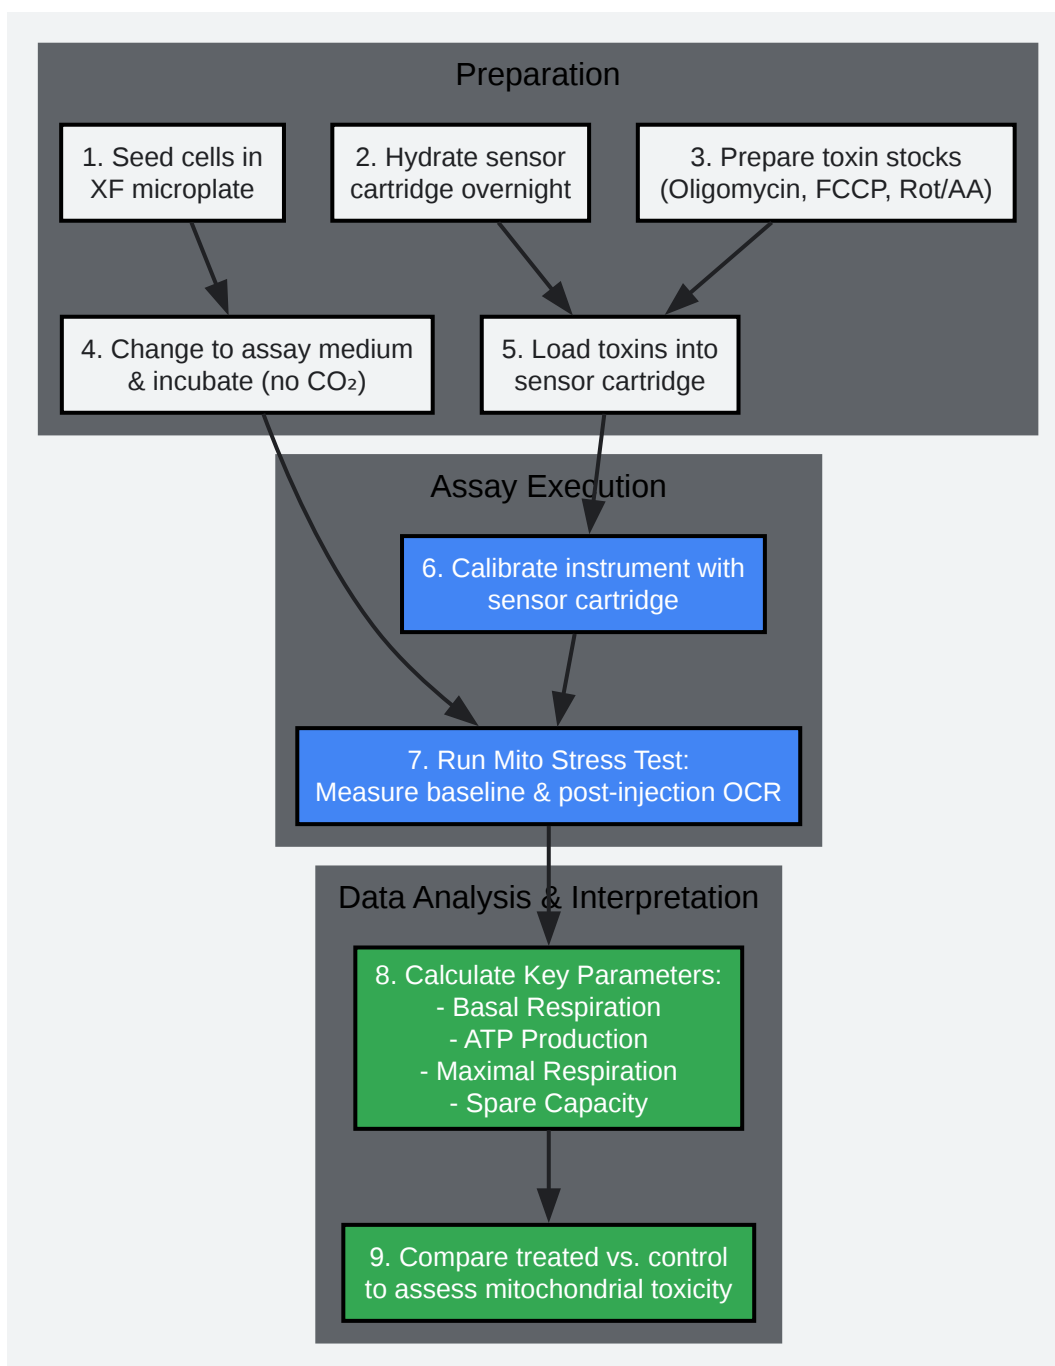 Preparation
1. Seed cells in
XF microplate
2. Hydrate sensor
cartridge overnight
3. Prepare toxin stocks
(Oligomycin, FCCP, Rot/AA)
4. Change to assay medium
& incubate (no CO₂)
5. Load toxins into
sensor cartridge
Assay Execution
6. Calibrate instrument with
sensor cartridge
7. Run Mito Stress Test:
Measure baseline & post-injection OCR
Data Analysis & Interpretation
8. Calculate Key Parameters:
- Basal Respiration
- ATP Production
- Maximal Respiration
- Spare Capacity
9. Compare treated vs. control
to assess mitochondrial toxicity